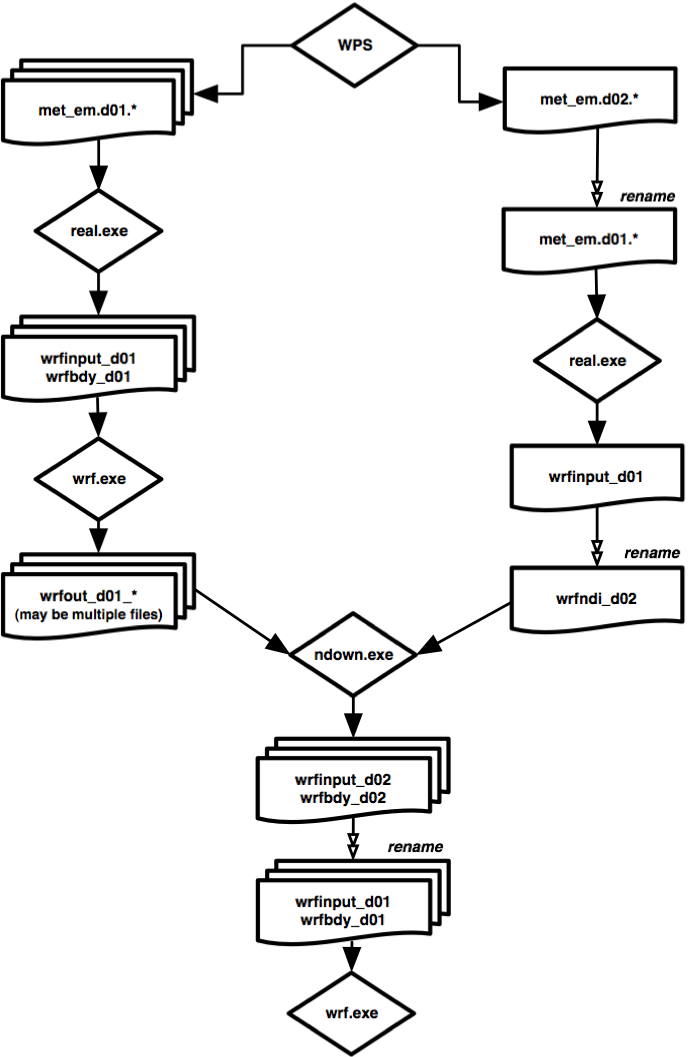 WPS
met_em.d01.*
met_em.d02.*
rename
real.exe
met_em.d01.*
wrfinput_d01
wrfbdy_d01
real.exe
wrf.exe
wrfinput_d01
rename
wrfout_d01_*
(may be multiple files)
wrfndi_d02
ndown.exe
wrfinput_d02
wrfbdy_d02
rename
wrfinput_d01
wrfbdy_d01
wrf.exe